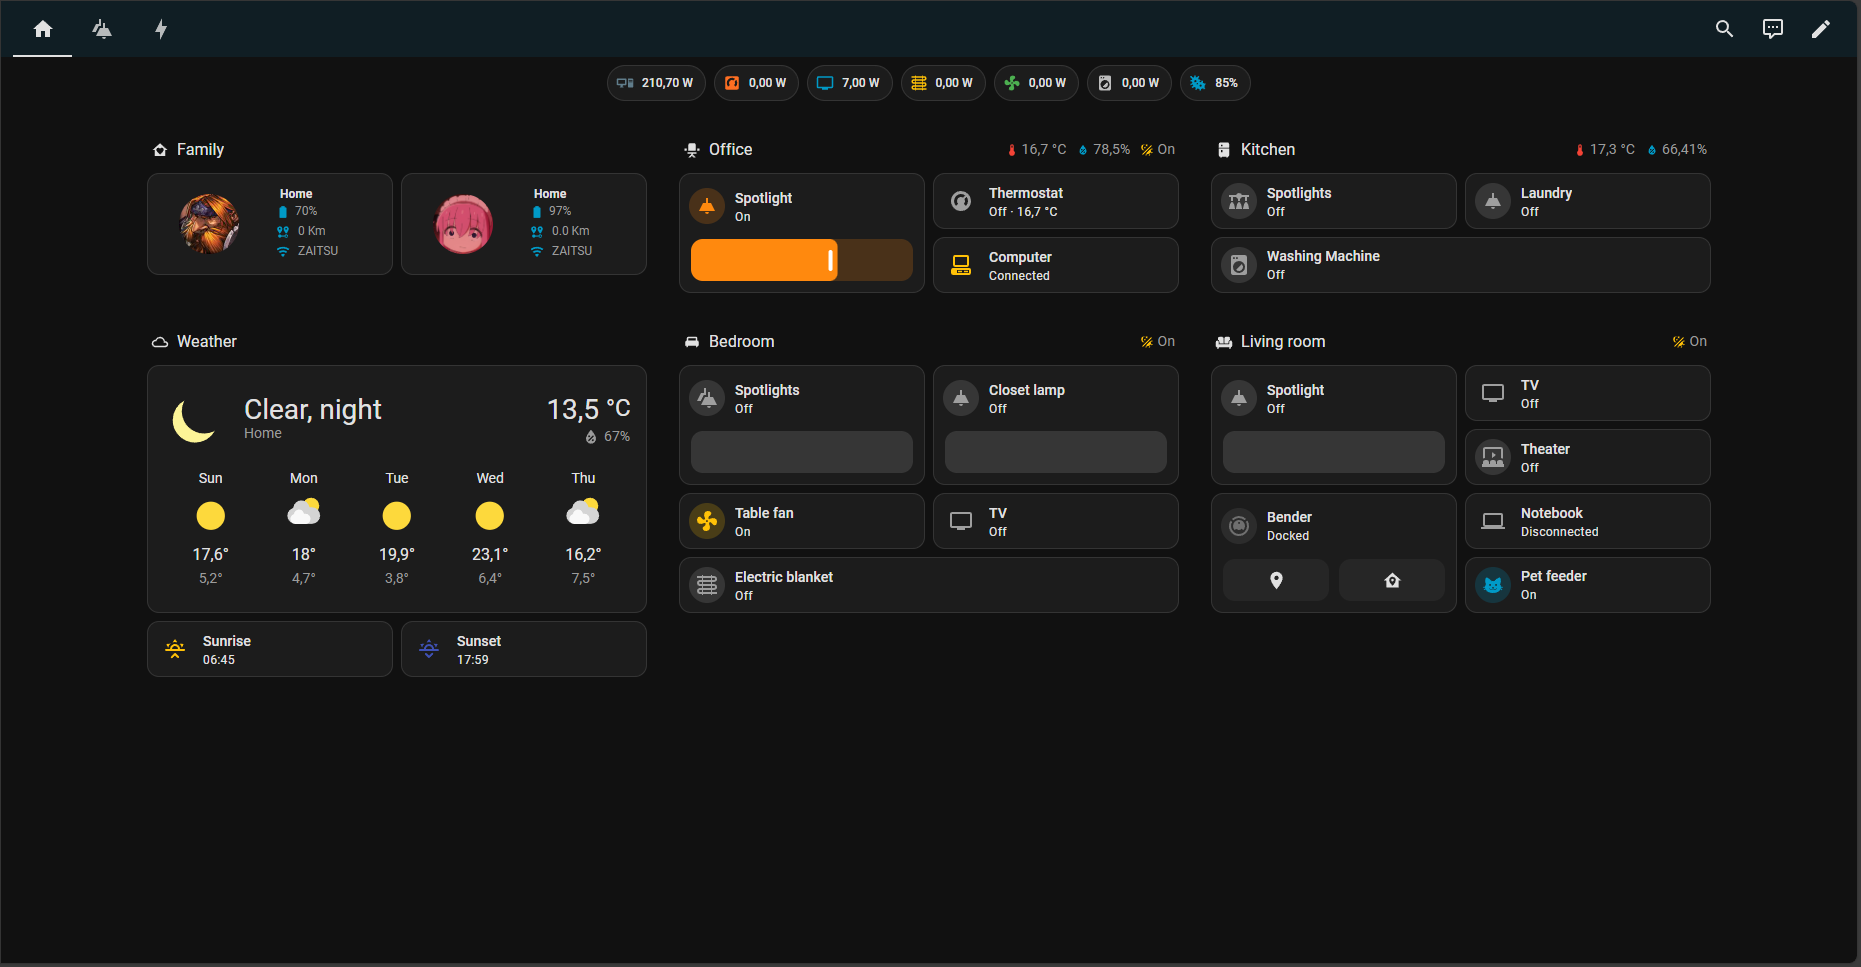 210,70 W 0,00 W 7,00 W 0,00 W 0,00 W 0,00 W 85%
Family
Home
70%
0 Km
ZAITSU
Home
97%
0.0 Km
ZAITSU
Office 16,7 °C 78,5% On
Spotlight
On
Thermostat
Off · 16,7 °C
Computer
Connected
Kitchen 17,3 °C 66,41%
Spotlights
Off
Laundry
Off
Washing Machine
Off
Weather
Clear, night 13,5 °C
Home 67%
Sun Mon Tue Wed Thu
17,6° 18° 19,9° 23,1° 16,2°
5,2° 4,7° 3,8° 6,4° 7,5°
Sunrise
06:45
Sunset
17:59
Bedroom On
Spotlights
Off
Closet lamp
Off
Table fan
On
TV
Off
Electric blanket
Off
Living room On
Spotlight
Off
TV
Off
Theater
Off
Bender
Docked
Notebook
Disconnected
Pet feeder
On